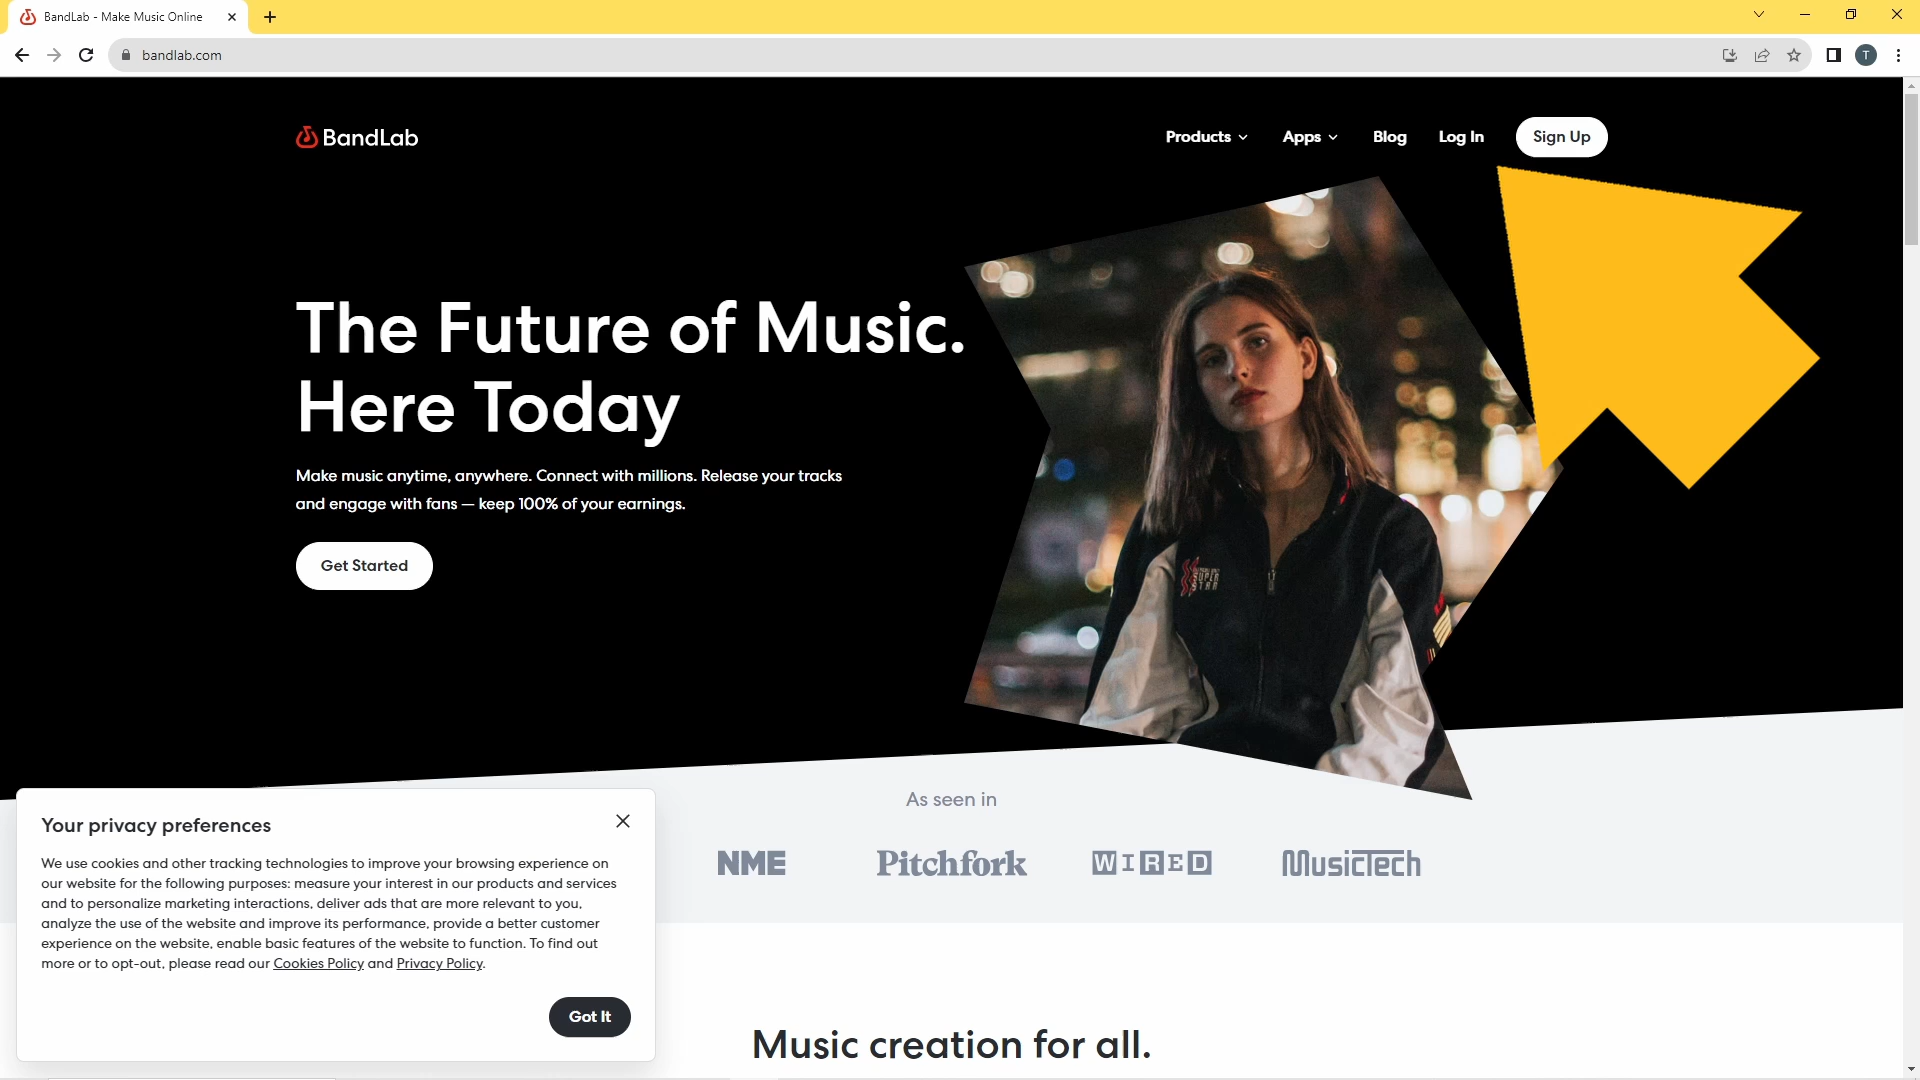 BandLab - Make Music Online
bandlab.com
T
BandLab
Products
Apps
Blog
Log In
Sign Up
The Future of Music.
Here Today
Make music anytime, anywhere. Connect with millions. Release your tracks
and engage with fans — keep 100% of your earnings.
Get Started
SUPER
STAR
As seen in
NME
Pitchfork
WIRED
MusicTech
Your privacy preferences
We use cookies and other tracking technologies to improve your browsing experience on
our website for the following purposes: measure your interest in our products and services
and to personalize marketing interactions, deliver ads that are more relevant to you,
analyze the use of the website and improve its performance, provide a better customer
experience on the website, enable basic features of the website to function. To find out
more or to opt-out, please read our Cookies Policy and Privacy Policy.
Got It
Music creation for all.